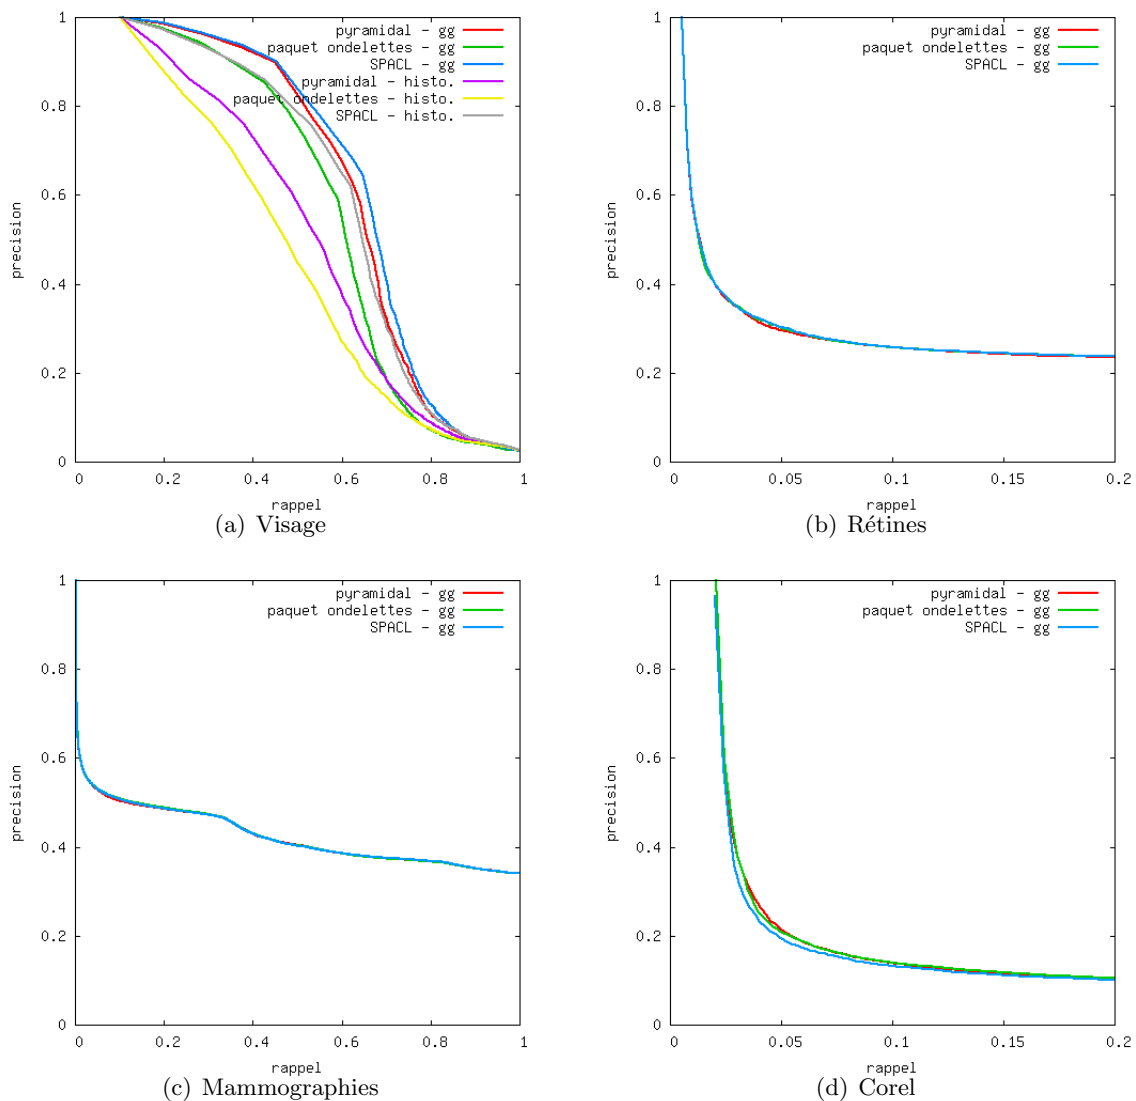 1
0.8
0.6
0.4
0.2
0
precision
0 0.2 0.4 0.6 0.8 1
rappel
pyramidal - gg
paquet ondelettes - gg
SPACL - gg
pyramidal - histo.
paquet ondelettes - histo.
SPACL - histo.
(a) Visage
1
0.8
0.6
0.4
0.2
0
precision
0 0.05 0.1 0.15 0.2
rappel
pyramidal - gg
paquet ondelettes - gg
SPACL - gg
(b) Rétines
1
0.8
0.6
0.4
0.2
0
precision
0 0.2 0.4 0.6 0.8 1
rappel
pyramidal - gg
paquet ondelettes - gg
SPACL - gg
(c) Mammographies
1
0.8
0.6
0.4
0.2
0
precision
0 0.05 0.1 0.15 0.2
rappel
pyramidal - gg
paquet ondelettes - gg
SPACL - gg
(d) Corel